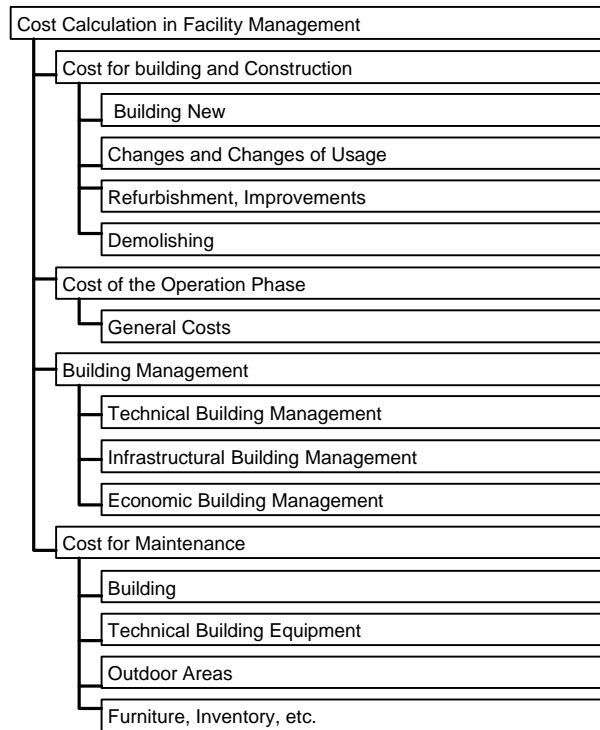 Cost Calculation in Facility Management
Cost for building and Construction
Building New
Changes and Changes of Usage
Refurbishment, Improvements
Demolishing
Cost of the Operation Phase
General Costs
Building Management
Technical Building Management
Infrastructural Building Management
Economic Building Management
Cost for Maintenance
Building
Technical Building Equipment
Outdoor Areas
Furniture, Inventory, etc.